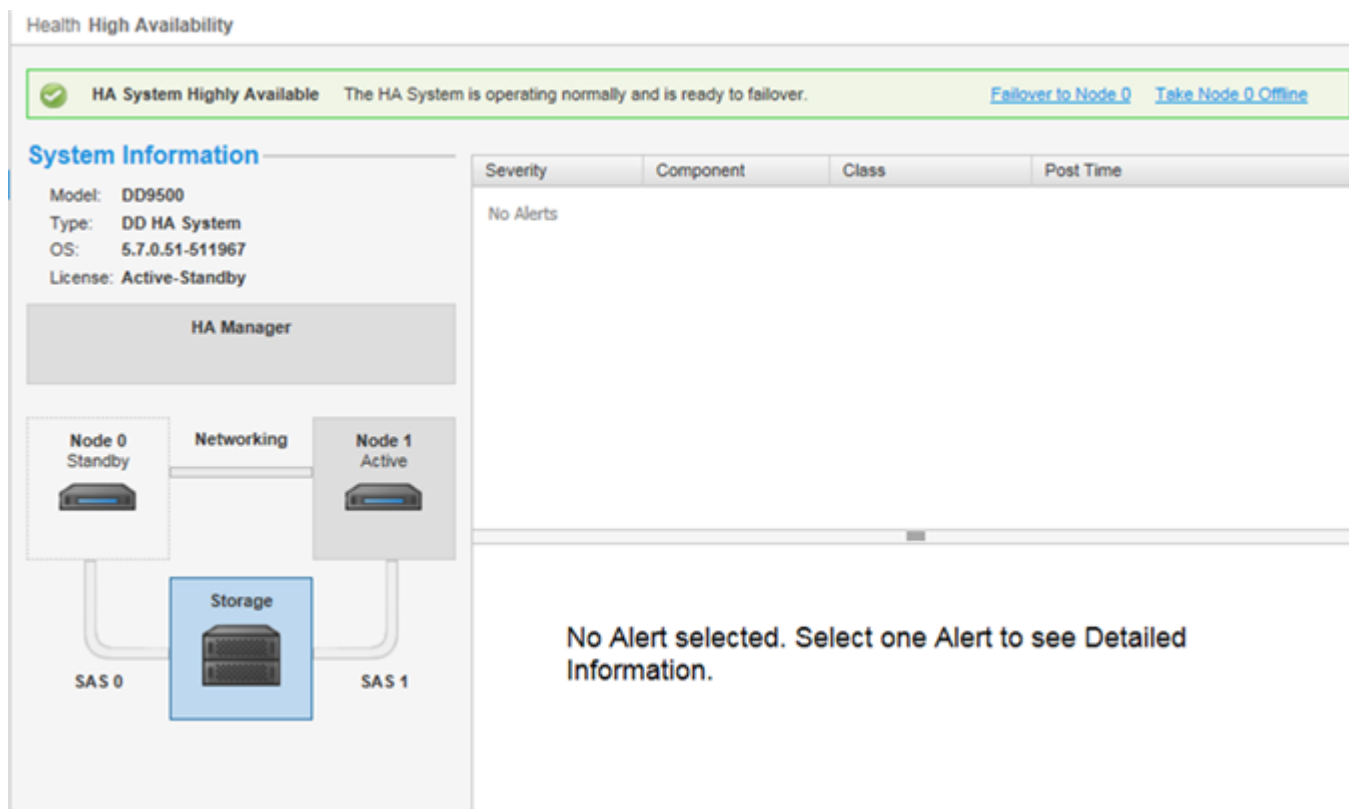 Health High Availability
HA System Highly Available The HA System is operating normally and is ready to failover. Failover to Node 0 Take Node 0 Offline
System Information
Model: DD9500
Type: DD HA System
OS: 5.7.0.51-511967
License: Active-Standby
HA Manager
Node 0
Standby
Networking
Node 1
Active
Storage
SAS 0
SAS 1
Severity Component Class Post Time
No Alerts
No Alert selected. Select one Alert to see Detailed
Information.